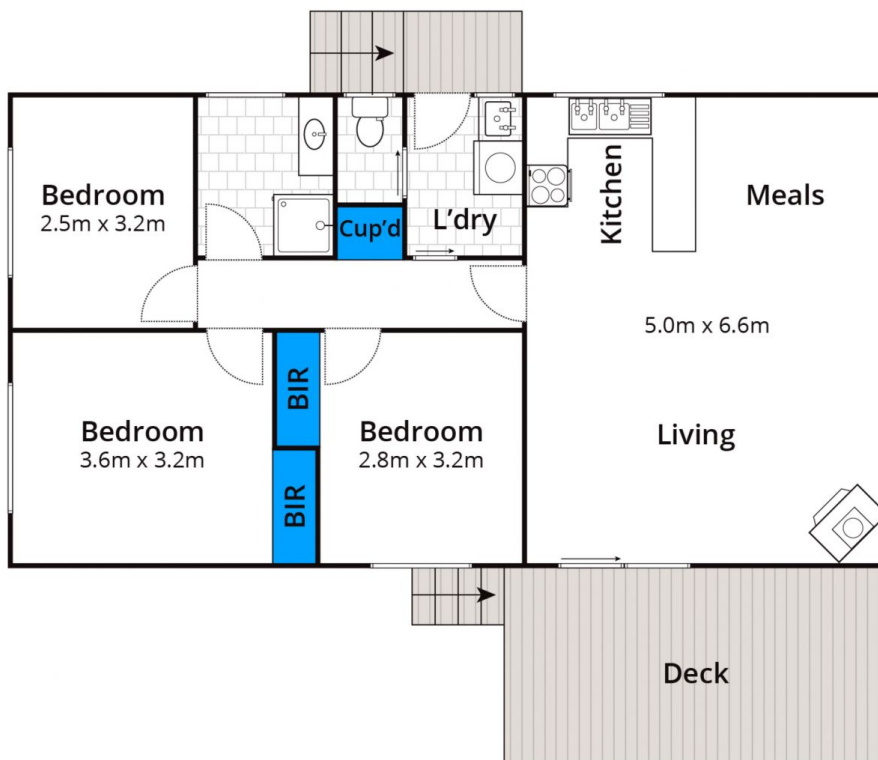 Bedroom
2.5m x 3.2m
Cup'd
L'dry
Kitchen
Meals
5.0m x 6.6m
Bedroom
3.6m x 3.2m
BIR
BIR
Bedroom
2.8m x 3.2m
Living
Deck